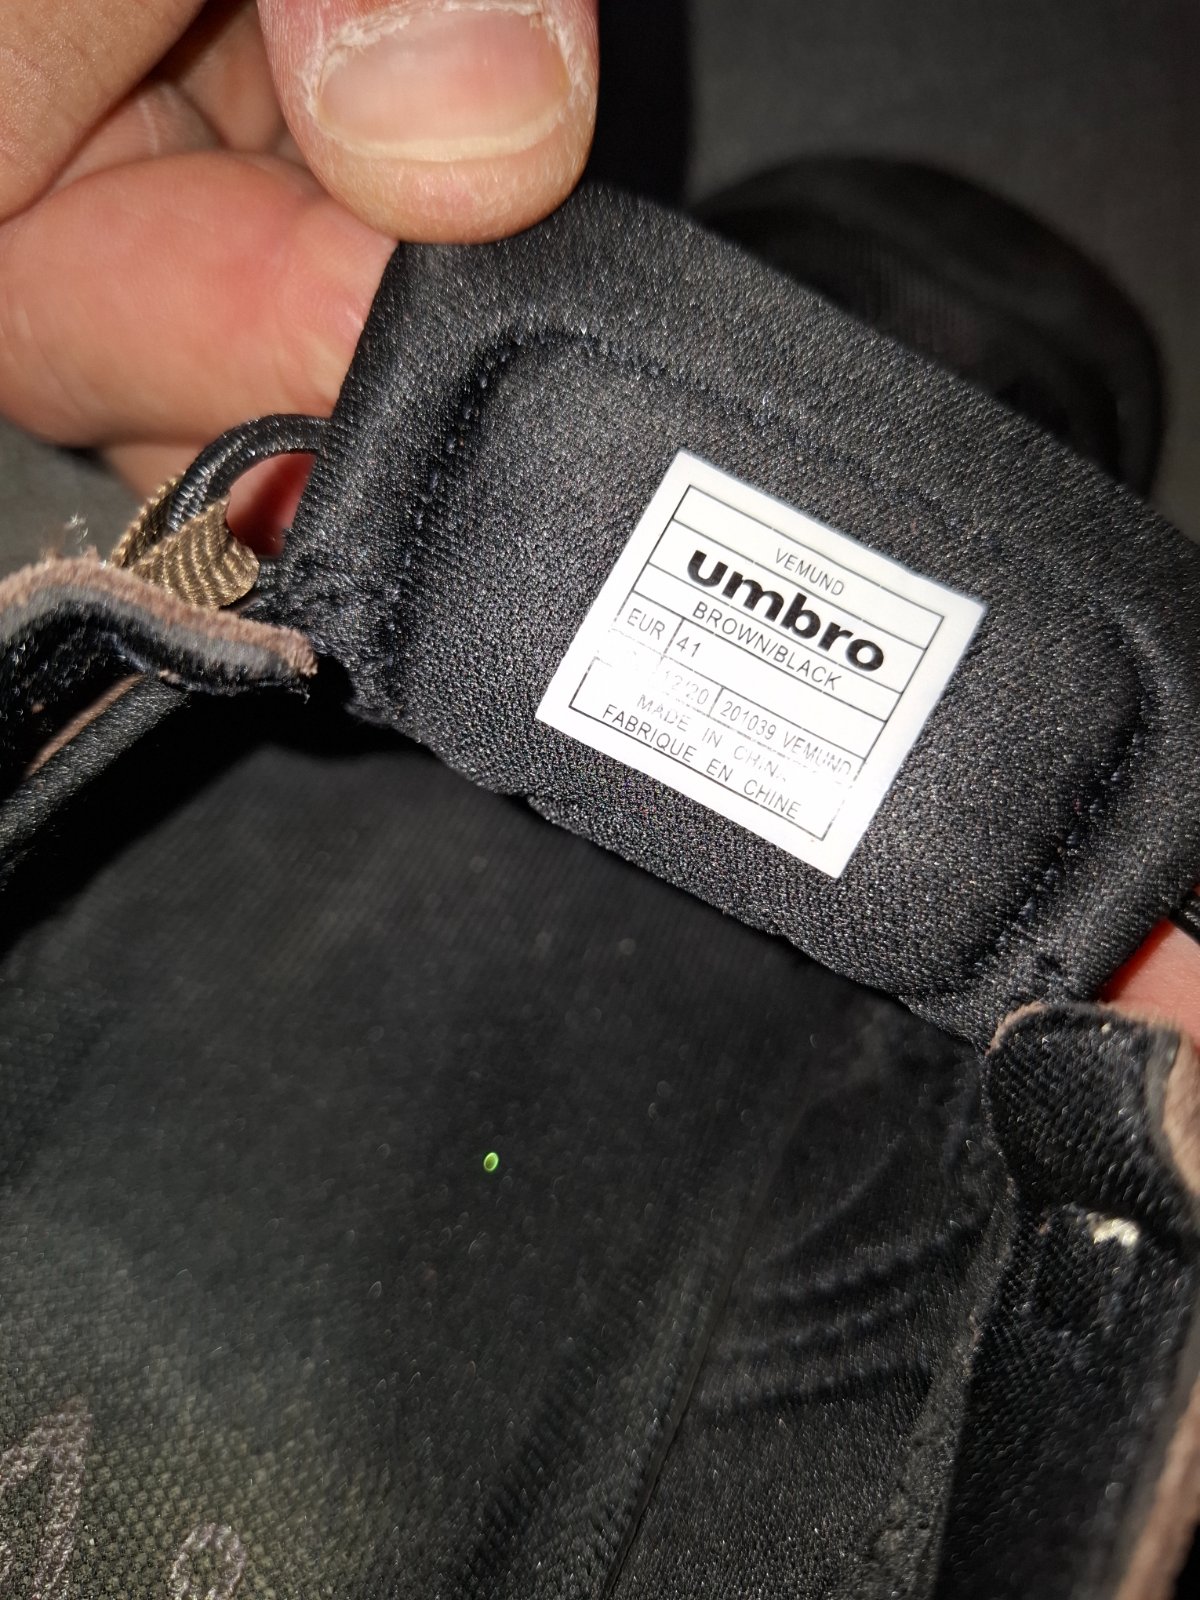 VEMUND
umbro
BROWN/BLACK
EUR 41
12'20 201039 VEMUND
MADE IN CHINA
FABRIQUE EN CHINE